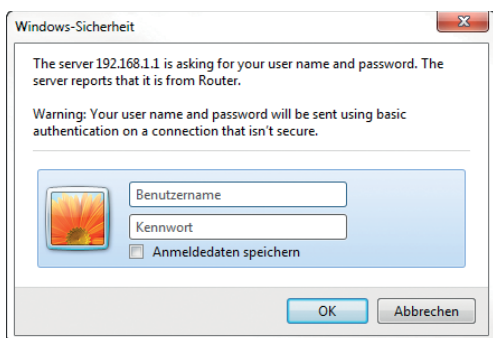 Windows-Sicherheit
The server 192.168.1.1 is asking for your user name and password. The
server reports that it is from Router.
Warning: Your user name and password will be sent using basic
authentication on a connection that isn't secure.
Benutzername
Kennwort
Anmeldedaten speichern
OK
Abbrechen